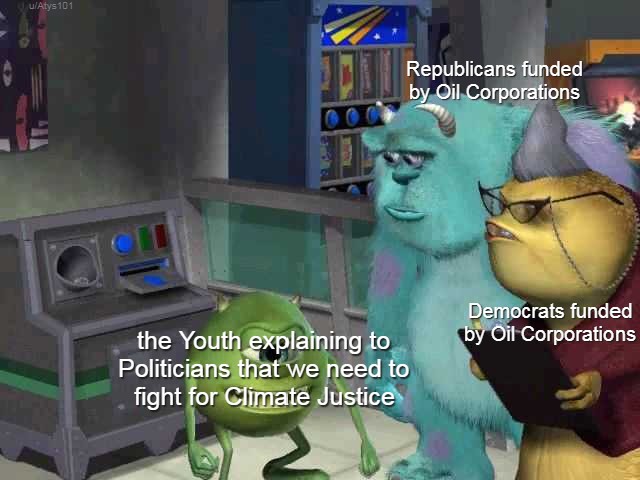 u/Atys101
Republicans funded
by Oil Corporations
Democrats funded
by Oil Corporations
the Youth explaining to
Politicians that we need to
fight for Climate Justice